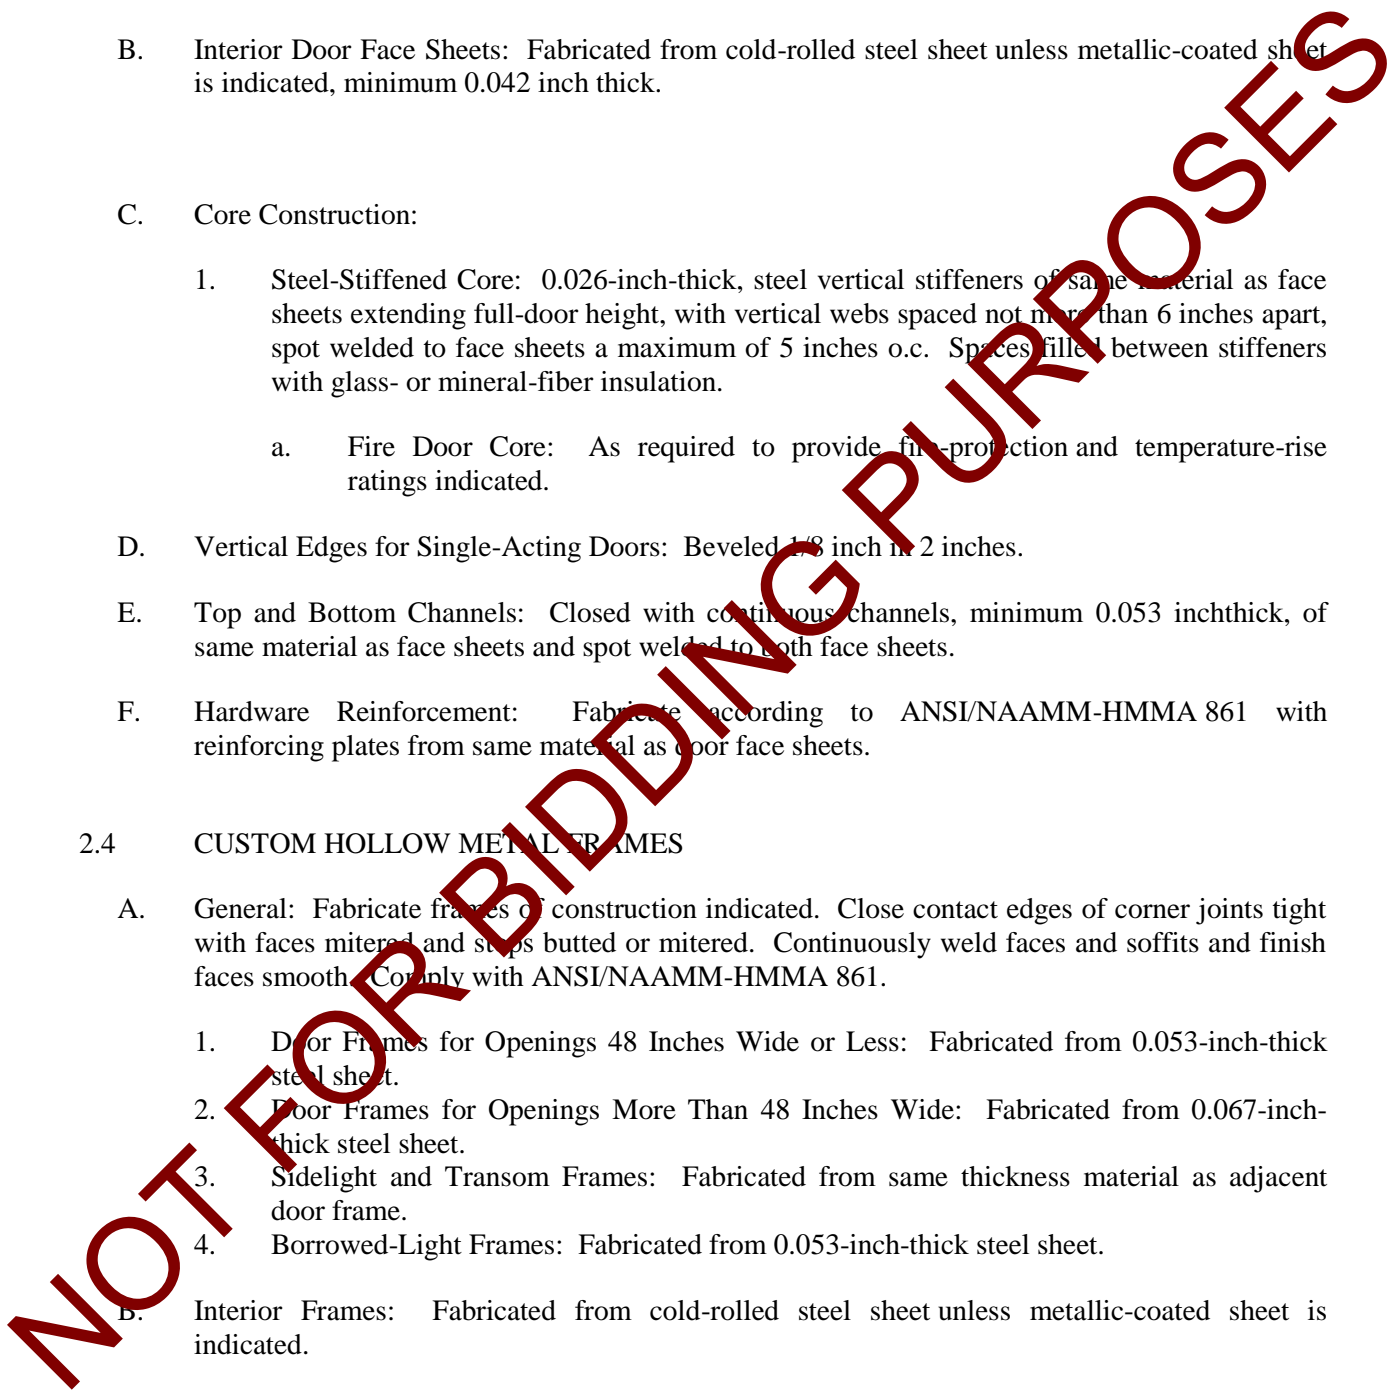 B. Interior Door Face Sheets: Fabricated from cold-rolled steel sheet unless metallic-coated sheet
is indicated, minimum 0.042 inch thick.
C. Core Construction:
1. Steel-Stiffened Core: 0.026-inch-thick, steel vertical stiffeners of same material as face
sheets extending full-door height, with vertical webs spaced not more than 6 inches apart,
spot welded to face sheets a maximum of 5 inches o.c. Spaces filled between stiffeners
with glass- or mineral-fiber insulation.
a. Fire Door Core: As required to provide fire-protection and temperature-rise
ratings indicated.
D. Vertical Edges for Single-Acting Doors: Beveled 1/8 inch in 2 inches.
E. Top and Bottom Channels: Closed with continuous channels, minimum 0.053 inchthick, of
same material as face sheets and spot welded to both face sheets.
F. Hardware Reinforcement: Fabricate according to ANSI/NAAMM-HMMA 861 with
reinforcing plates from same material as door face sheets.
2.4 CUSTOM HOLLOW METAL FRAMES
A. General: Fabricate frames of construction indicated. Close contact edges of corner joints tight
with faces mitered and stops butted or mitered. Continuously weld faces and soffits and finish
faces smooth. Comply with ANSI/NAAMM-HMMA 861.
1. Door Frames for Openings 48 Inches Wide or Less: Fabricated from 0.053-inch-thick
steel sheet.
2. Door Frames for Openings More Than 48 Inches Wide: Fabricated from 0.067-inch-
thick steel sheet.
3. Sidelight and Transom Frames: Fabricated from same thickness material as adjacent
door frame.
4. Borrowed-Light Frames: Fabricated from 0.053-inch-thick steel sheet.
B. Interior Frames: Fabricated from cold-rolled steel sheet unless metallic-coated sheet is
indicated.
NOT FOR BIDDING PURPOSES